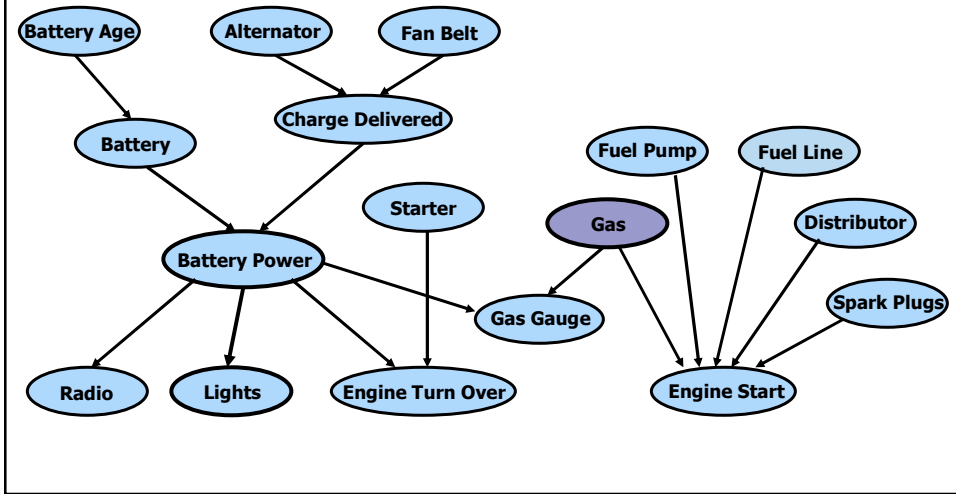 Battery Age
Alternator
Fan Belt
Charge Delivered
Battery
Fuel Pump
Fuel Line
Starter
Gas
Distributor
Battery Power
Spark Plugs
Gas Gauge
Radio
Lights
Engine Turn Over
Engine Start